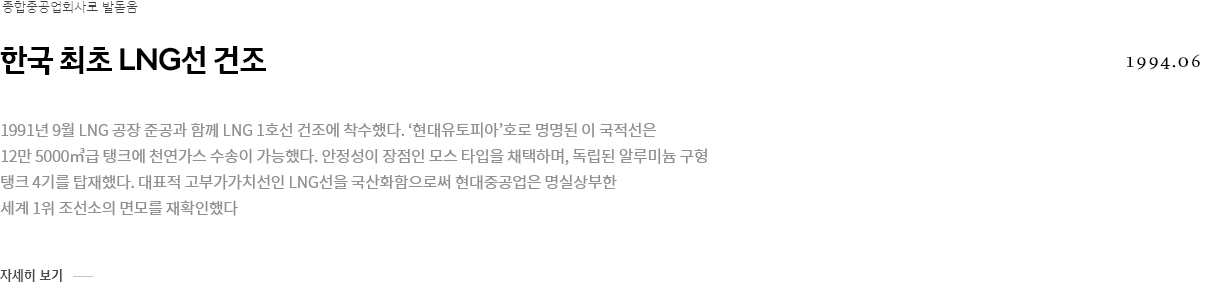 종합중공업회사로 발돋움
한국 최초 LNG선 건조
1994.06
1991년 9월 LNG 공장 준공과 함께 LNG 1호선 건조에 착수했다. ‘현대유토피아’호로 명명된 이 국적선은
12만 5000㎥급 탱크에 천연가스 수송이 가능했다. 안정성이 장점인 모스 타입을 채택하며, 독립된 알루미늄 구형
탱크 4기를 탑재했다. 대표적 고부가가치선인 LNG선을 국산화함으로써 현대중공업은 명실상부한
세계 1위 조선소의 면모를 재확인했다
자세히 보기